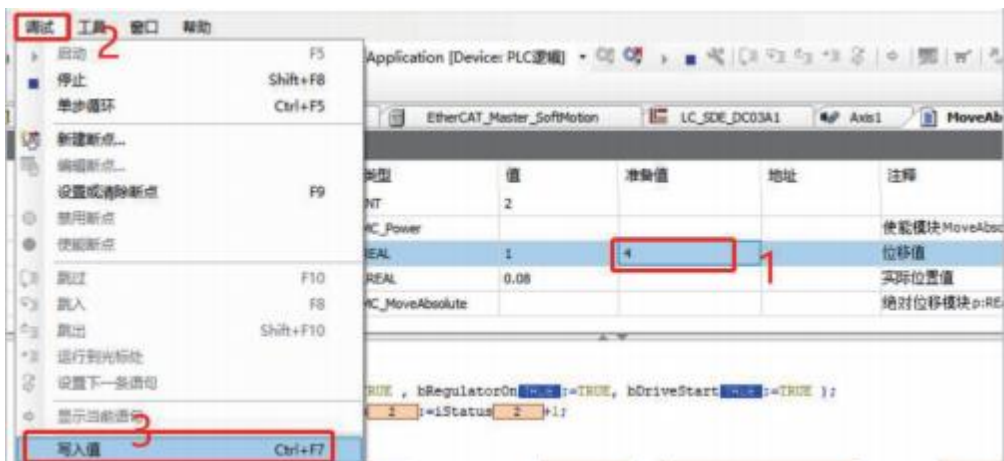 调试 工具 窗口 帮助
2
启动 F5
Application [Device: PLC逻辑]
停止 Shift+F8
单步循环 Ctrl+F5
EtherCAT_Master_SoftMotion LC_SDE_DC03A1 Axis1 MoveAb
新建断点...
编辑断点...
类型 值 准备值 地址 注释
设置或清除断点 F9
NT 2
禁用断点
MC_Power 使能模块MoveAbsc
使能断点
REAL 1 4 位移值
1
跳过 F10
REAL 0.08 实际位置值
跳入 F8
MC_MoveAbsolute 绝对位移模块p:RE
跳出 Shift+F10
运行到光标处
设置下一条语句
RUE , bRegulatorOn TRUE :=TRUE, bDriveStart TRUE :=TRUE );
2 :=iStatus 2 +1;
显示当前语句
3
写入值 Ctrl+F7